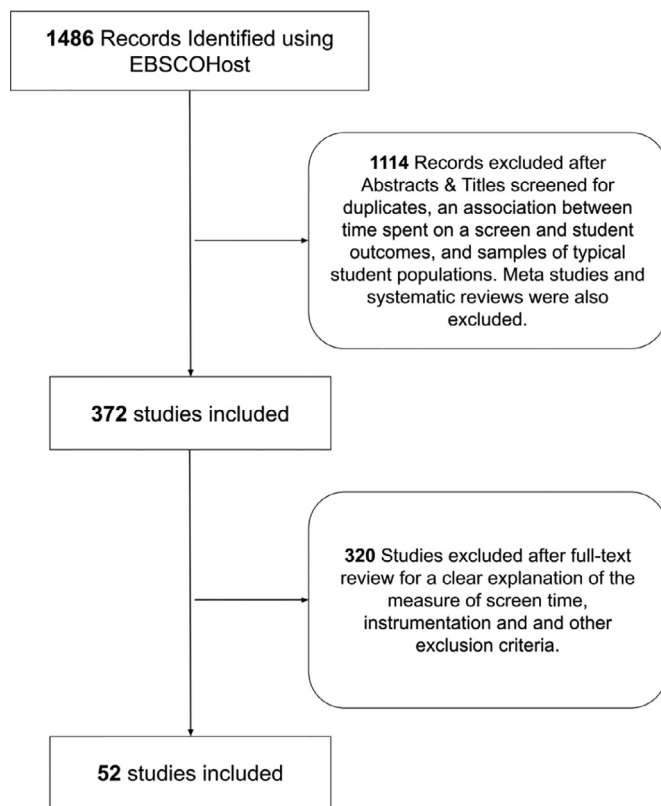 1486 Records Identified using
EBSCOHost
1114 Records excluded after
Abstracts & Titles screened for
duplicates, an association between
time spent on a screen and student
outcomes, and samples of typical
student populations. Meta studies and
systematic reviews were also
excluded.
372 studies included
320 Studies excluded after full-text
review for a clear explanation of the
measure of screen time,
instrumentation and and other
exclusion criteria.
52 studies included